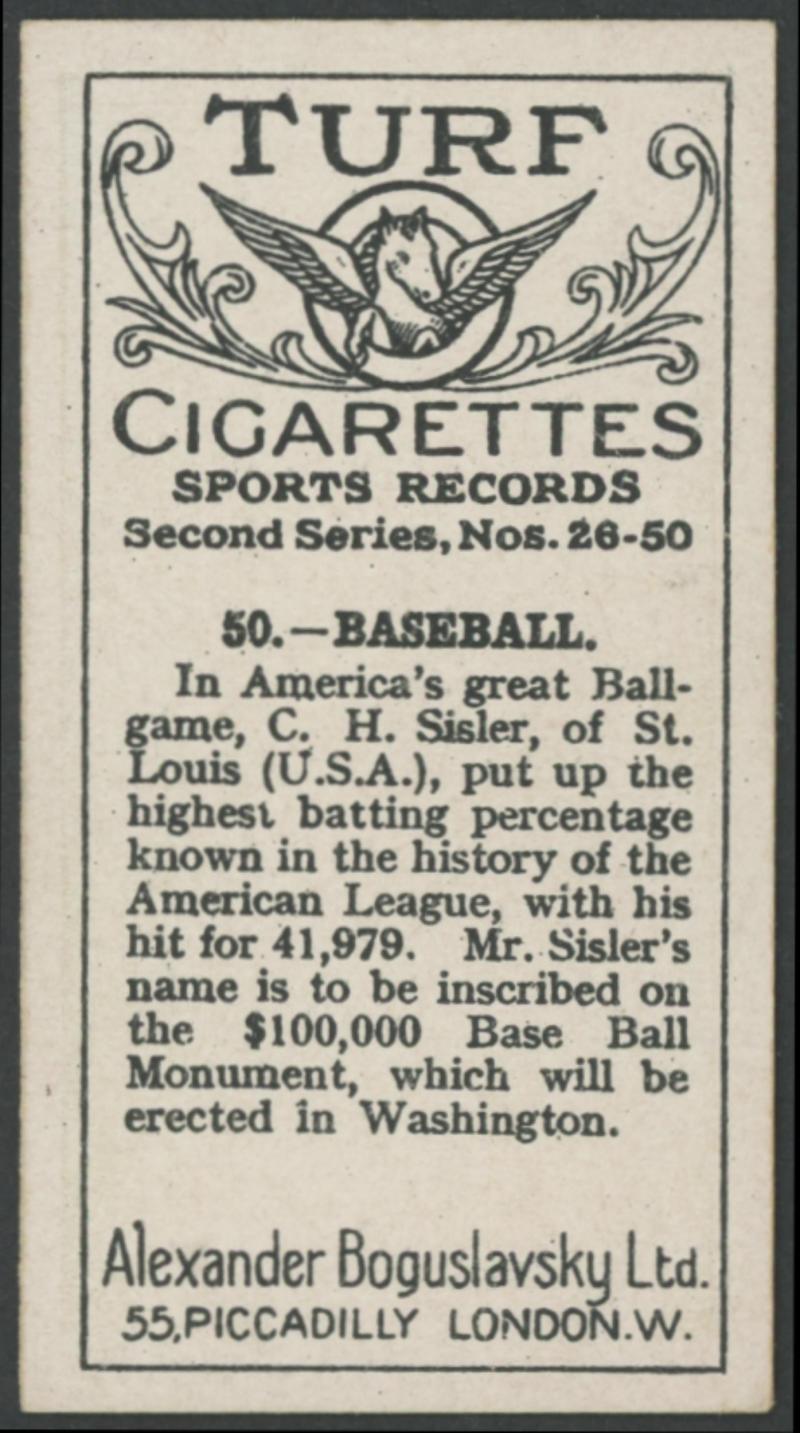 TURF
CIGARETTES
SPORTS RECORDS
Second Series, Nos. 26-50
50.—BASEBALL.
In America's great Ball-
game, C. H. Sisler, of St.
Louis (U.S.A.), put up the
highest batting percentage
known in the history of the
American League, with his
hit for 41,979. Mr. Sisler's
name is to be inscribed on
the $100,000 Base Ball
Monument, which will be
erected in Washington.
Alexander Boguslavsky Ltd.
55, PICCADILLY LONDON.W.